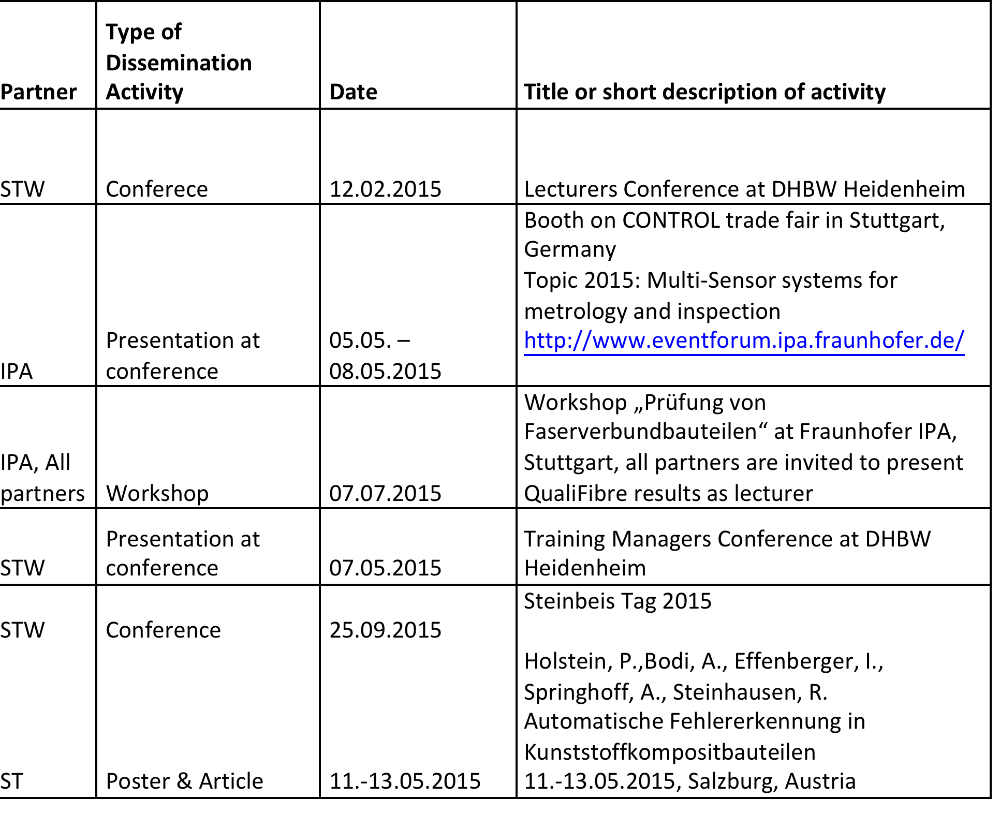 Partner
Type of
Dissemination
Activity
Date
Title or short description of activity
STW
Conferece
12.02.2015
Lecturers Conference at DHBW Heidenheim
IPA
Presentation at
conference
05.05. –
08.05.2015
Booth on CONTROL trade fair in Stuttgart,
Germany
Topic 2015: Multi-Sensor systems for
metrology and inspection
http://www.eventforum.ipa.fraunhofer.de/
IPA, All
partners
Workshop
07.07.2015
Workshop „Prüfung von
Faserverbundbauteilen“ at Fraunhofer IPA,
Stuttgart, all partners are invited to present
QualiFibre results as lecturer
STW
Presentation at
conference
07.05.2015
Training Managers Conference at DHBW
Heidenheim
STW
Conference
25.09.2015
Steinbeis Tag 2015
ST
Poster & Article
11.-13.05.2015
Holstein, P.,Bodi, A., Effenberger, I.,
Springhoff, A., Steinhausen, R.
Automatische Fehlererkennung in
Kunststoffkompositbauteilen
11.-13.05.2015, Salzburg, Austria